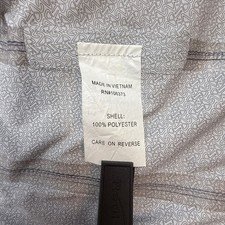 MADE IN VIETNAM
RN#106373
SHELL:
100% POLYESTER
CARE ON REVERSE